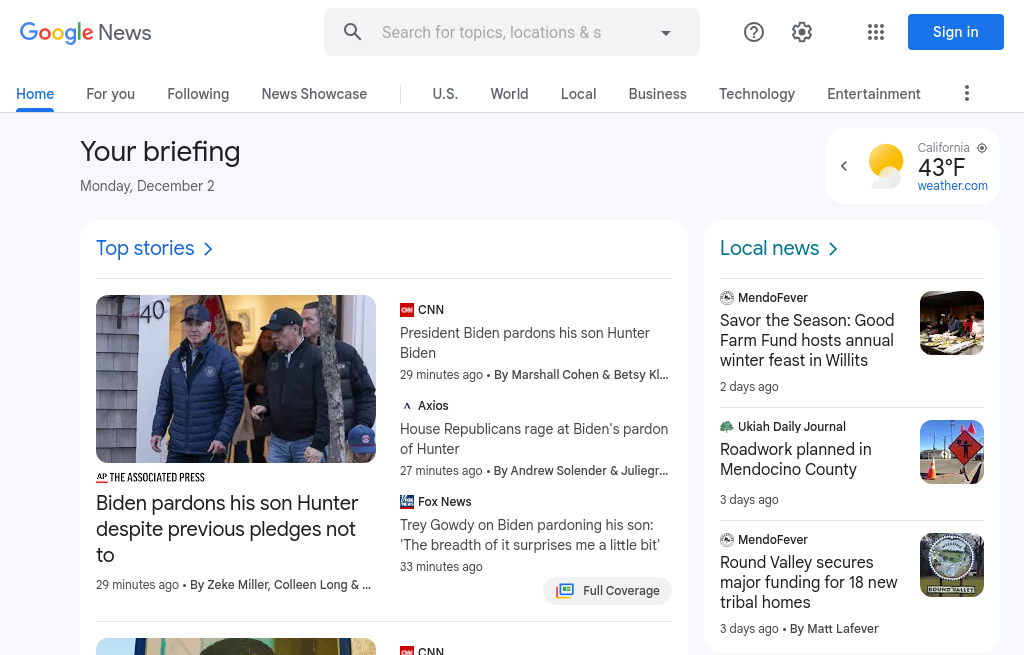 Google News
Search for topics, locations & s
Sign in
Home
For you
Following
News Showcase
U.S.
World
Local
Business
Technology
Entertainment
Your briefing
Monday, December 2
California
43°F
weather.com
Top stories
40
AP THE ASSOCIATED PRESS
Biden pardons his son Hunter
despite previous pledges not
to
29 minutes ago • By Zeke Miller, Colleen Long & ...
CNN
CNN
President Biden pardons his son Hunter
Biden
29 minutes ago • By Marshall Cohen & Betsy Kl...
Axios
House Republicans rage at Biden's pardon
of Hunter
27 minutes ago • By Andrew Solender & Juliegr...
FOX NEWS
Fox News
Trey Gowdy on Biden pardoning his son:
'The breadth of it surprises me a little bit'
33 minutes ago
Full Coverage
CNN
CNN
Local news
MendoFever
Savor the Season: Good
Farm Fund hosts annual
winter feast in Willits
2 days ago
Ukiah Daily Journal
Roadwork planned in
Mendocino County
3 days ago
MendoFever
Round Valley secures
major funding for 18 new
tribal homes
3 days ago • By Matt Lafever
ROUND VALLEY